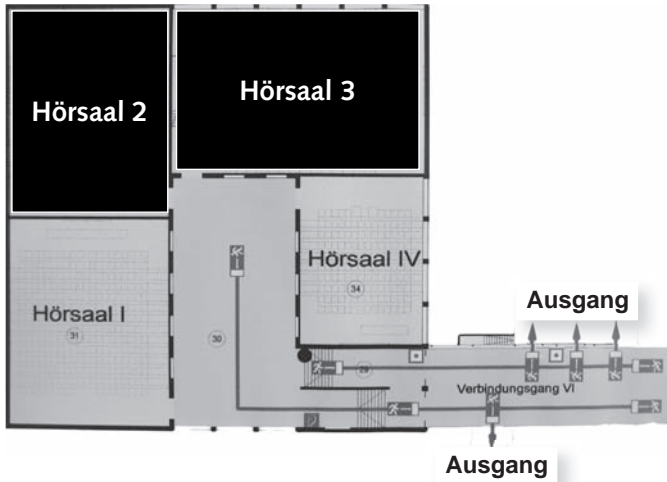 Hörsaal 2
Hörsaal 3
Hörsaal I
31
30
Hörsaal IV
34
Ausgang
29
Verbindungsgang VI
Ausgang